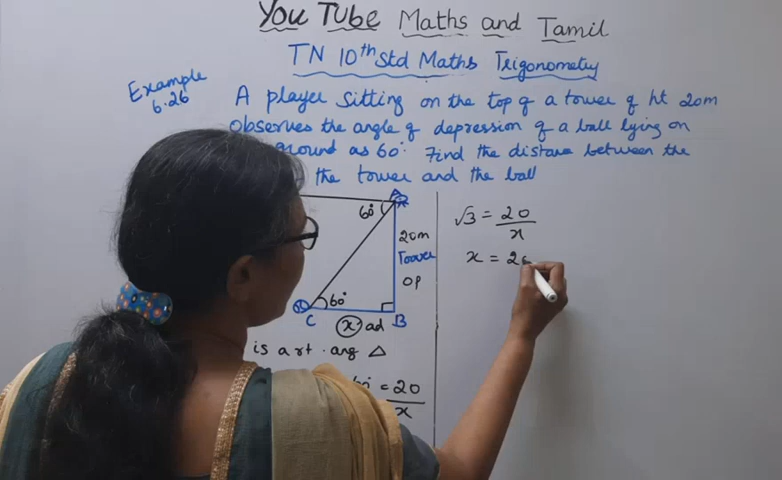 You Tube Maths and Tamil
TN 10th Std Maths Trigonometry
Example
6.26
A player sitting on the top of a tower of ht 20m
observes the angle of depression of a ball lying on
ground as 60°. Find the distance between the
the tower and the ball
A
60°
20m
Tower
op
60°
C
x ad
B
is a rt. ang △
= 20
x
√3 = 20
x
x = 20